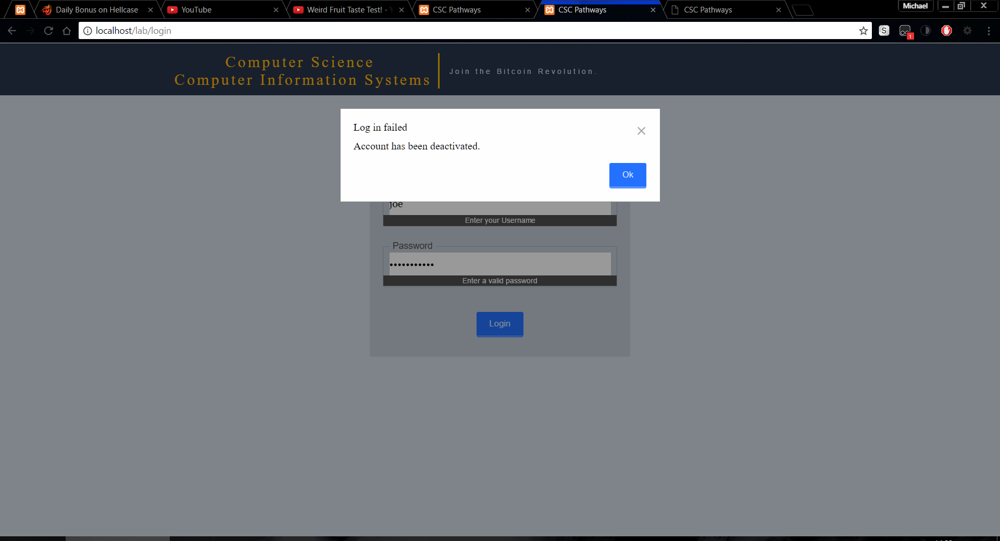 Daily Bonus on Hellcase
YouTube
Weird Fruit Taste Test! -
CSC Pathways
CSC Pathways
CSC Pathways
Michael
localhost/lab/login
S
1
Computer Science
Computer Information Systems
Join the Bitcoin Revolution.
Log in failed
Account has been deactivated.
Ok
joe
Enter your Username
Password
•••••••••••
Enter a valid password
Login